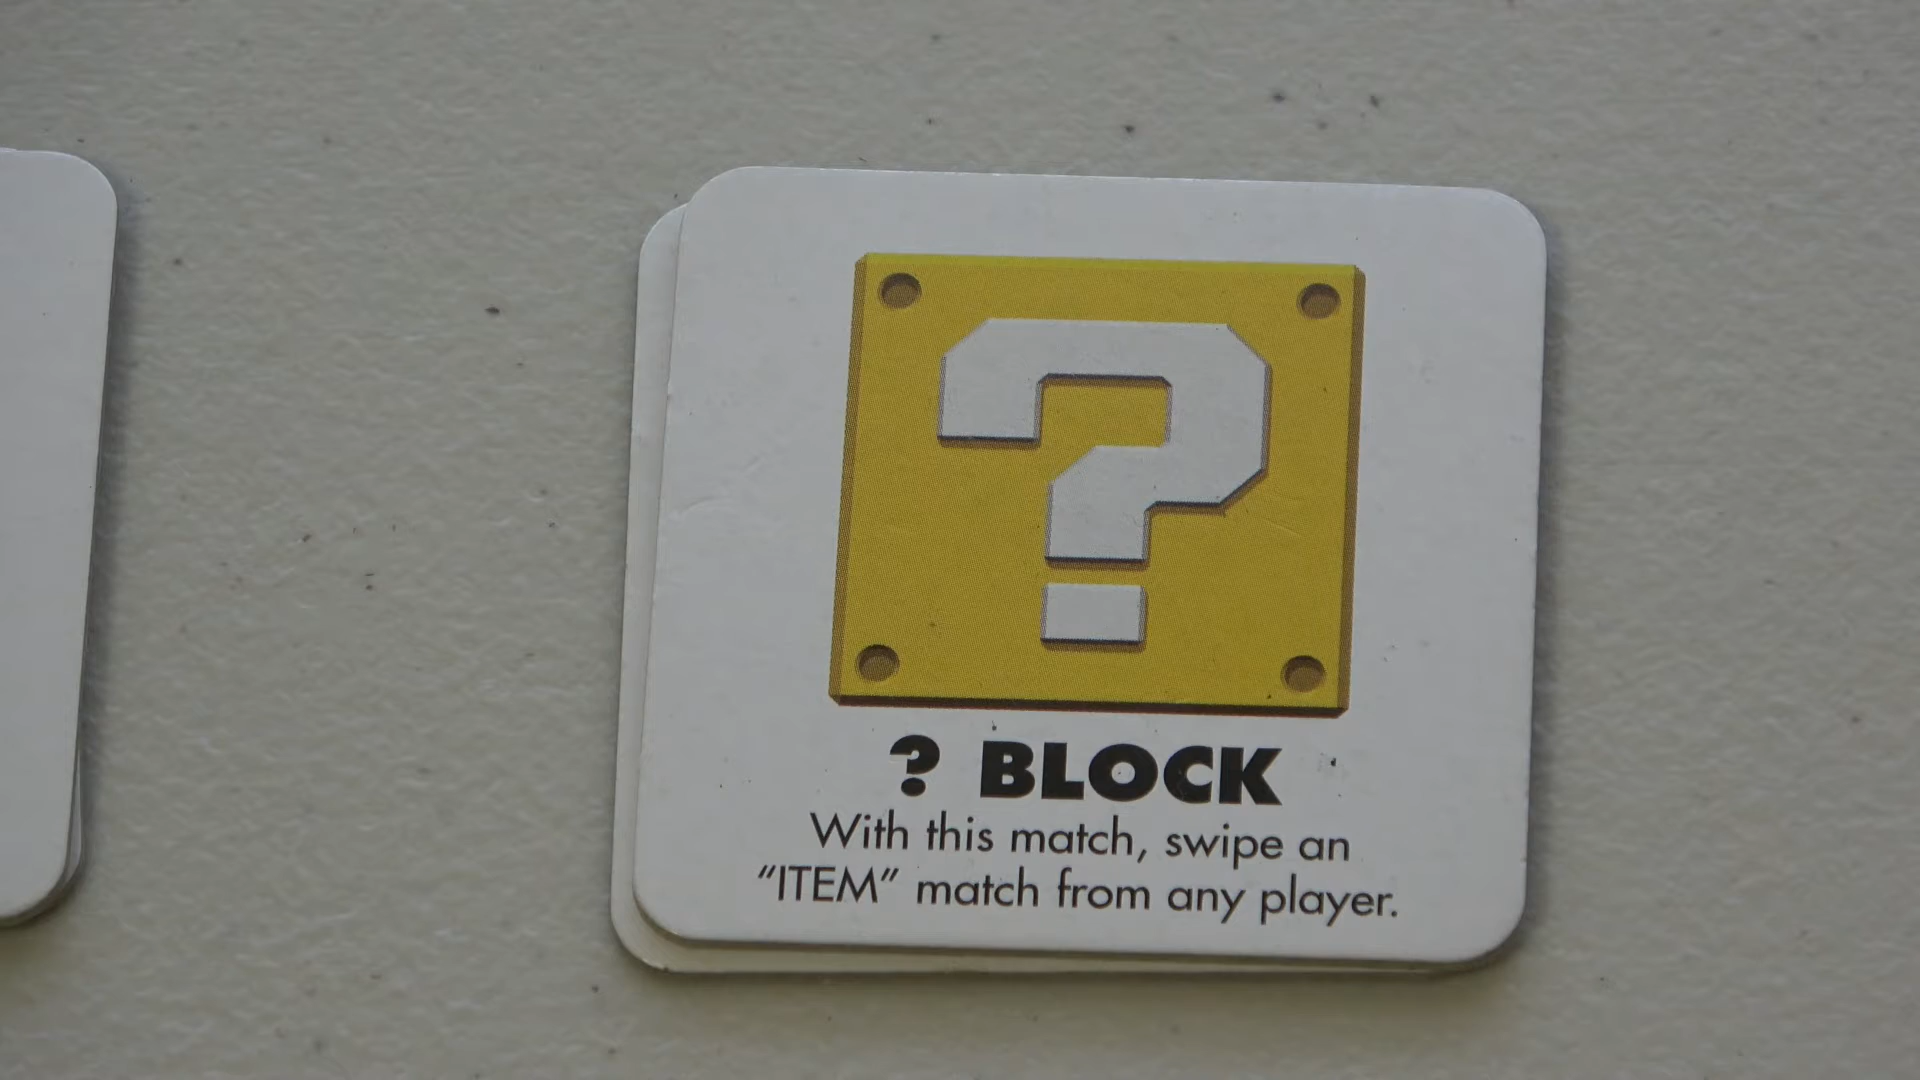 ?
? BLOCK
With this match, swipe an
“ITEM” match from any player.